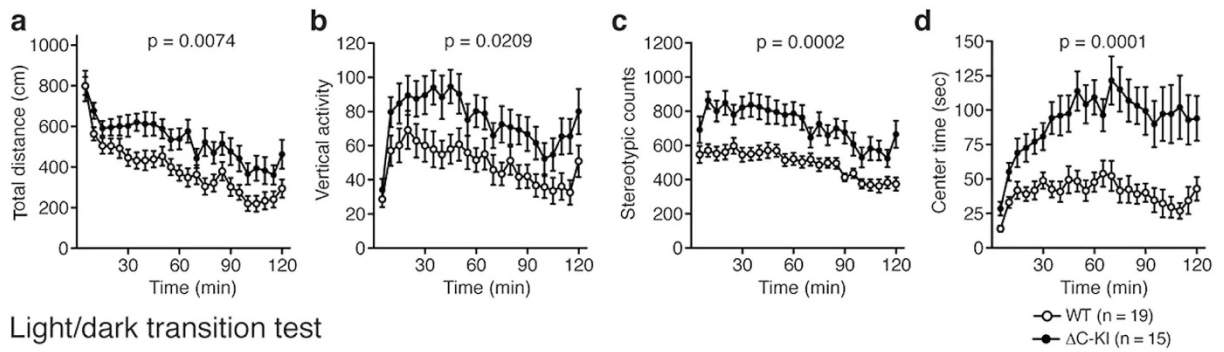 a
p = 0.0074
Total distance (cm)
1000
800
600
400
200
0
30 60 90 120
Time (min)
b
p = 0.0209
Vertical activity
120
100
80
60
40
20
0
30 60 90 120
Time (min)
c
p = 0.0002
Stereotypic counts
1200
1000
800
600
400
200
0
30 60 90 120
Time (min)
d
p = 0.0001
Center time (sec)
150
125
100
75
50
25
0
30 60 90 120
Time (min)
WT (n = 19)
ΔC-KI (n = 15)
Light/dark transition test